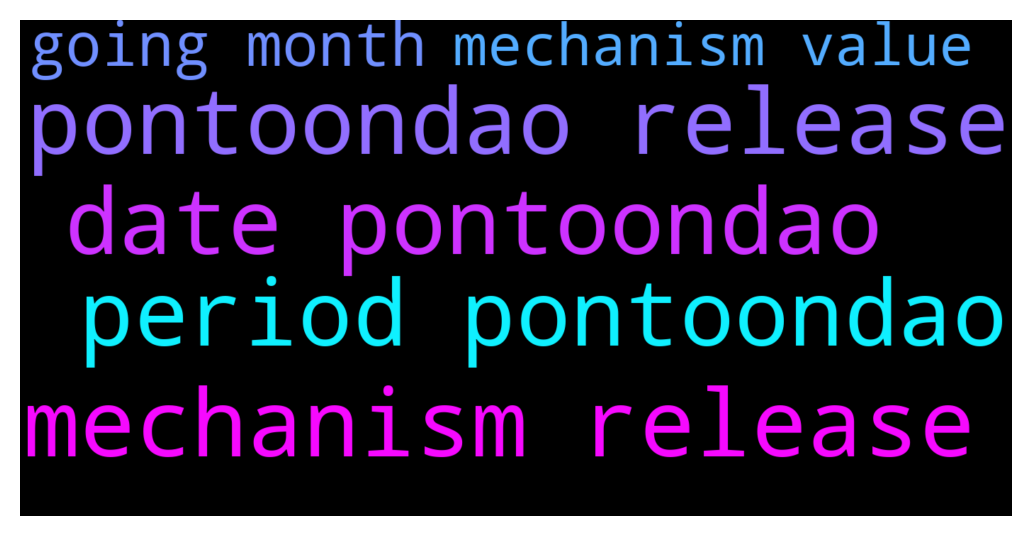 going month mechanism value
pontoondao release
date pontoondao
period pontoondao
mechanism release